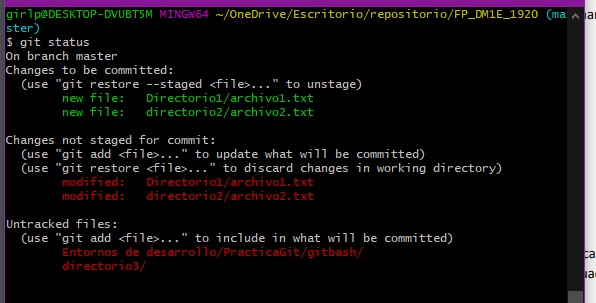 girlp@DESKTOP-DVUBT5M MINGW64 ~/OneDrive/Escritorio/repositorio/FP_DM1E_1920 (ma
ster)
$ git status
On branch master
Changes to be committed:
  (use "git restore --staged <file>..." to unstage)
        new file:   Directorio1/archivo1.txt
        new file:   directorio2/archivo2.txt

Changes not staged for commit:
  (use "git add <file>..." to update what will be committed)
  (use "git restore <file>..." to discard changes in working directory)
        modified:   Directorio1/archivo1.txt
        modified:   directorio2/archivo2.txt

Untracked files:
  (use "git add <file>..." to include in what will be committed)
        Entornos de desarrollo/PracticaGit/gitbash/
        directorio3/